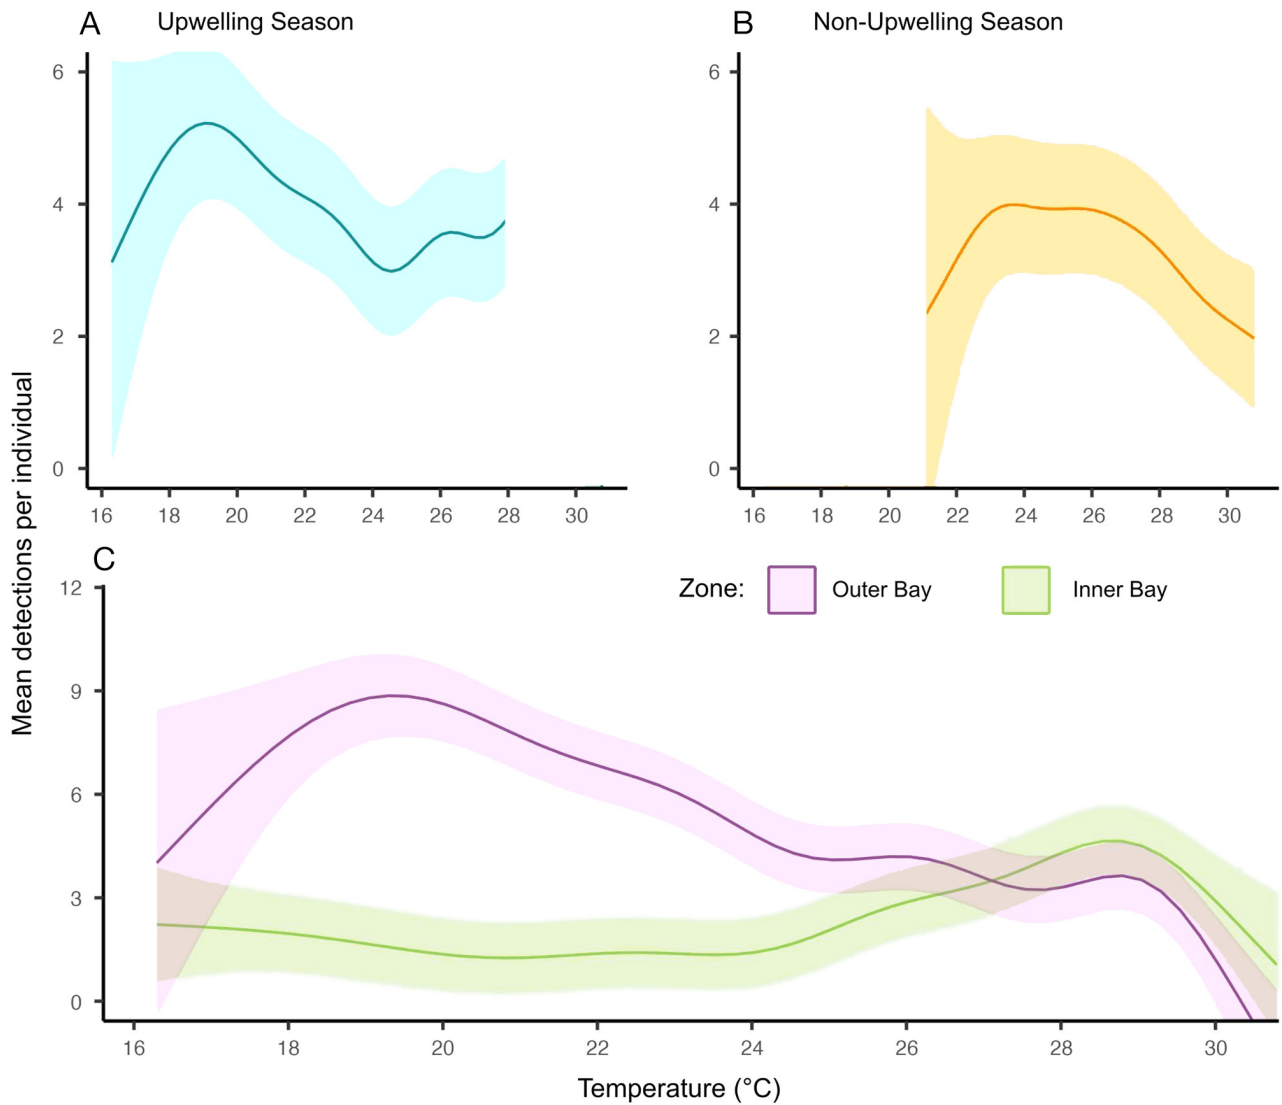 A Upwelling Season
B Non-Upwelling Season
6
4
2
0
16 18 20 22 24 26 28 30
6
4
2
0
16 18 20 22 24 26 28 30
Mean detections per individual
C
Zone: Outer Bay Inner Bay
12
9
6
3
0
16 18 20 22 24 26 28 30
Temperature (°C)